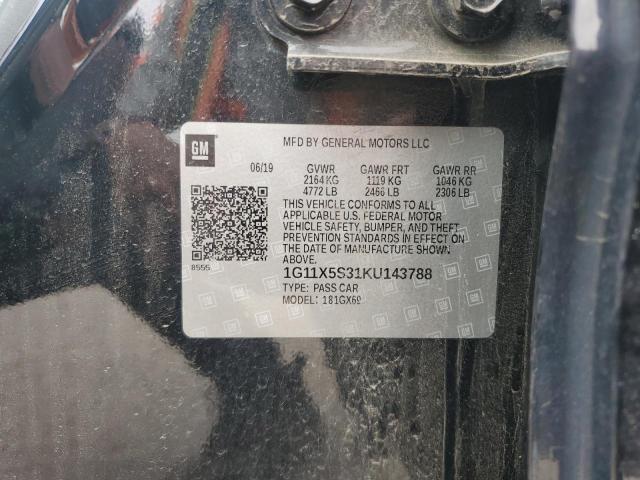 GM
MFD BY GENERAL MOTORS LLC
06/19 GVWR GAWR FRT GAWR RR
2164 KG 1119 KG 1046 KG
4772 LB 2466 LB 2306 LB
THIS VEHICLE CONFORMS TO ALL
APPLICABLE U.S. FEDERAL MOTOR
VEHICLE SAFETY, BUMPER, AND THEFT
PREVENTION STANDARDS IN EFFECT ON
THE DATE OF MANUFACTURE SHOWN
ABOVE.
8555
1G11X5S31KU143788
TYPE: PASS CAR
MODEL: 181GX69